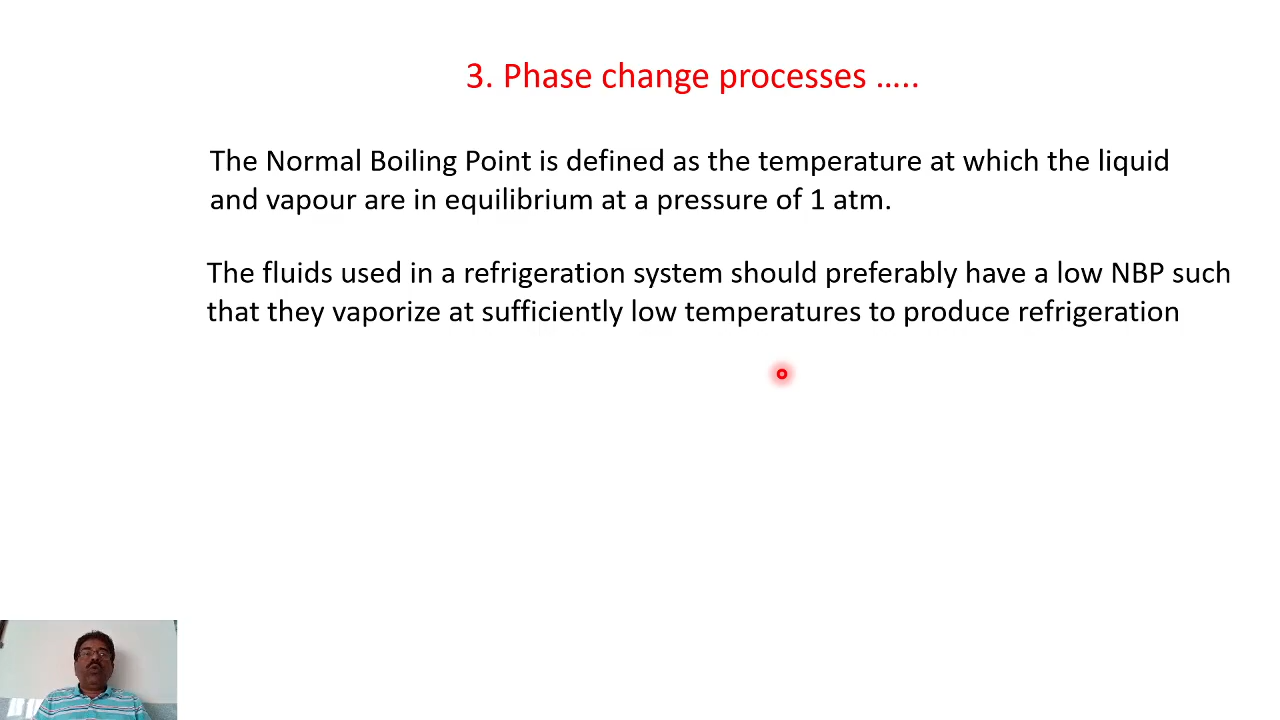 3. Phase change processes …..
The Normal Boiling Point is defined as the temperature at which the liquid
and vapour are in equilibrium at a pressure of 1 atm.
The fluids used in a refrigeration system should preferably have a low NBP such
that they vaporize at sufficiently low temperatures to produce refrigeration